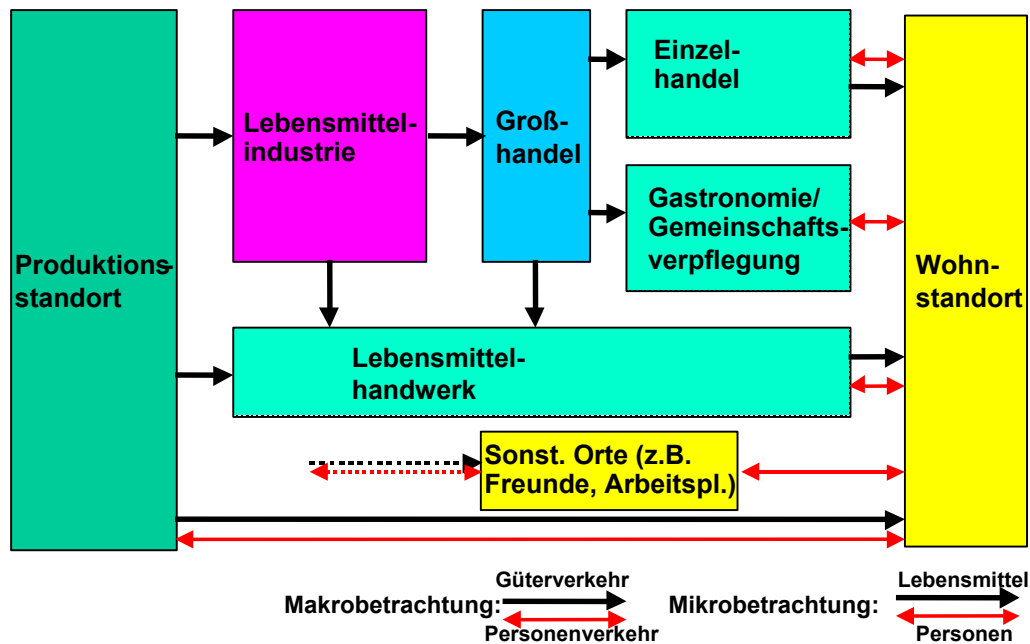 Produktions-
standort
Lebensmittel-
industrie
Groß-
handel
Einzel-
handel
Gastronomie/
Gemeinschafts-
verpflegung
Wohn-
standort
Lebensmittel-
handwerk
Sonst. Orte (z.B.
Freunde, Arbeitspl.)
Makrobetrachtung:
Güterverkehr
Personenverkehr
Mikrobetrachtung:
Lebensmittel
Personen